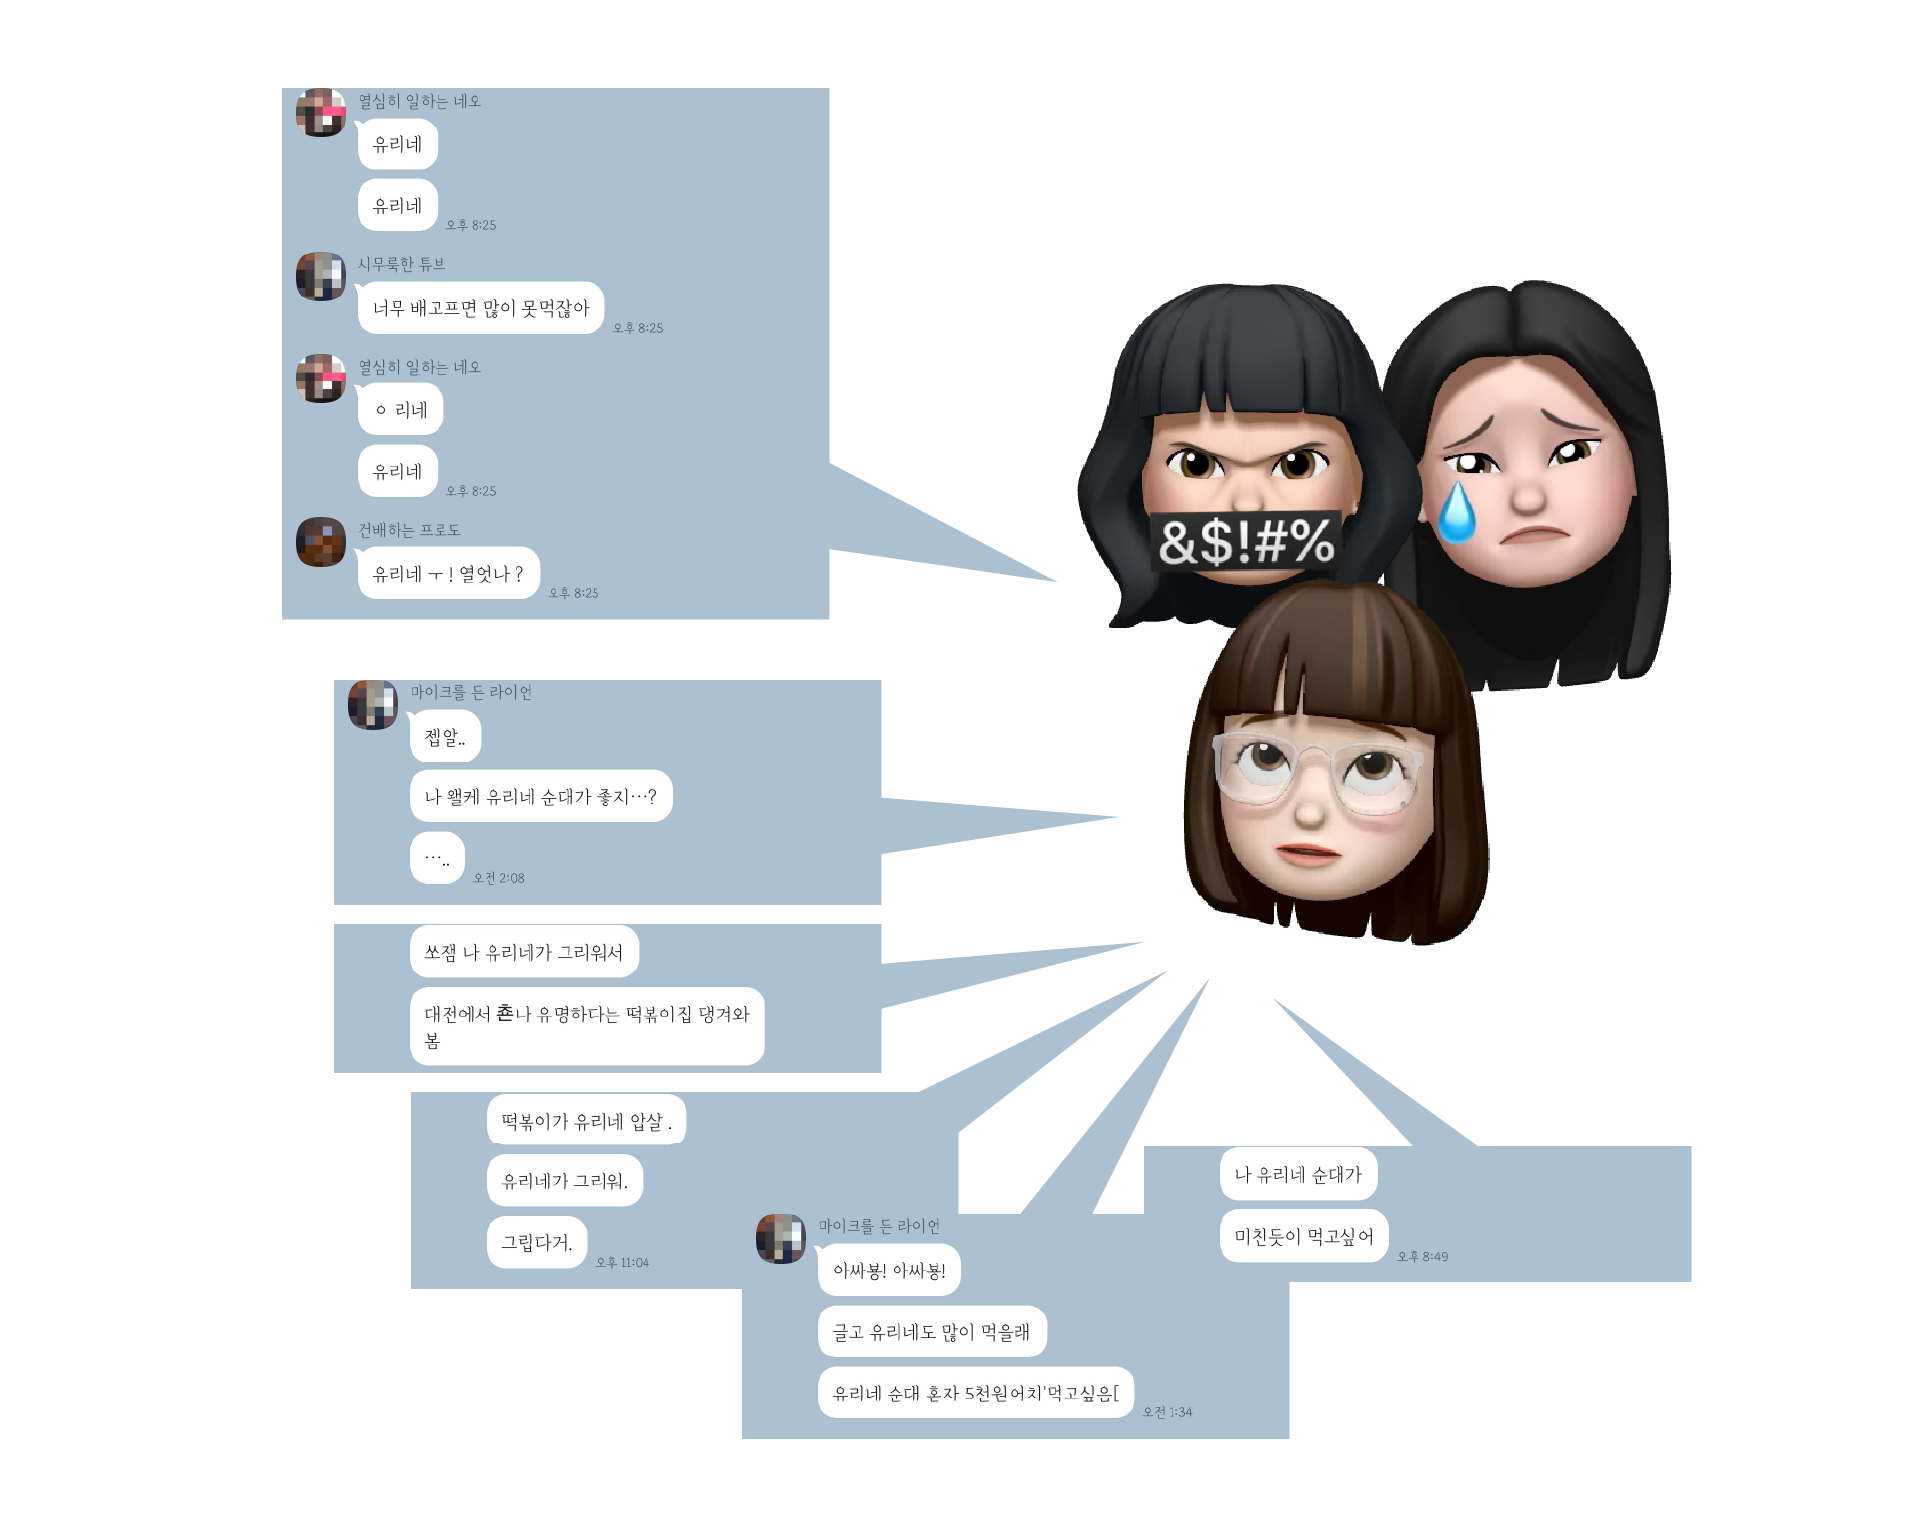 열심히 일하는 네오
유리네
유리네
오후 8:25
시무룩한 튜브
너무 배고프면 많이 못먹잖아
오후 8:25
열심히 일하는 네오
ㅇ 리네
유리네
오후 8:25
건배하는 프로도
유리네 ㅜ ! 열엇나 ?
오후 8:25
&$!#%
마이크를 든 라이언
젭알..
나 왤케 유리네 순대가 좋지…?
…..
오전 2:08
쏘잼 나 유리네가 그리워서
대전에서 죤나 유명하다는 떡볶이집 댕겨와
봄
떡볶이가 유리네 압살 .
유리네가 그리워.
그립다거.
오후 11:04
마이크를 든 라이언
아싸뵹! 아싸뵹!
글고 유리네도 많이 먹을래
유리네 순대 혼자 5천원어치'먹고싶음[
오전 1:34
나 유리네 순대가
미친듯이 먹고싶어
오후 8:49